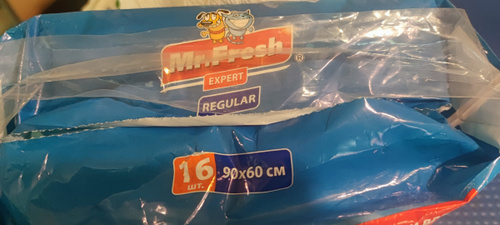 Mr.Fresh®
EXPERT
REGULAR
16 шт. 90x60 СМ